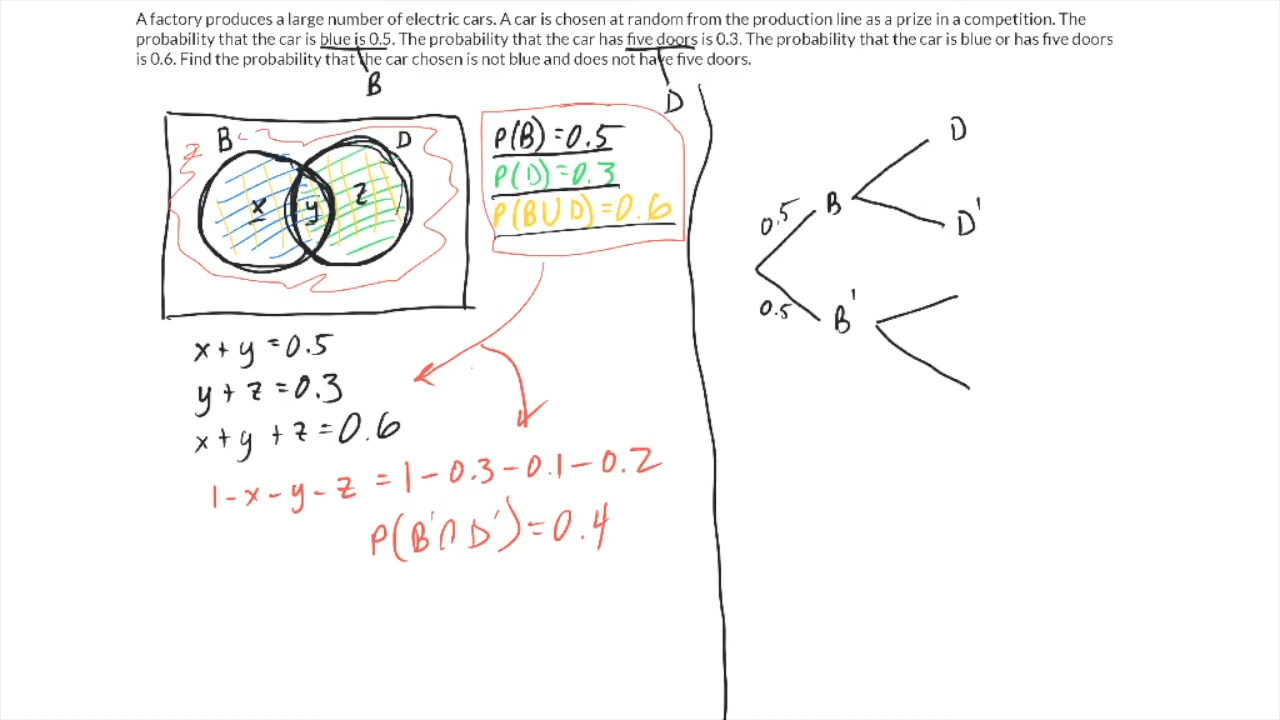 A factory produces a large number of electric cars. A car is chosen at random from the production line as a prize in a competition. The
probability that the car is blue is 0.5. The probability that the car has five doors is 0.3. The probability that the car is blue or has five doors
is 0.6. Find the probability that the car chosen is not blue and does not have five doors.
B
D
B
D
z
x
y
z
P(B)=0.5
P(D)=0.3
P(B∪D)=0.6
x+y=0.5
y+z=0.3
x+y+z=0.6
1-x-y-z=1-0.3-0.1-0.2
P(B'∩D')=0.4
0.5
B
D
D'
0.5
B'